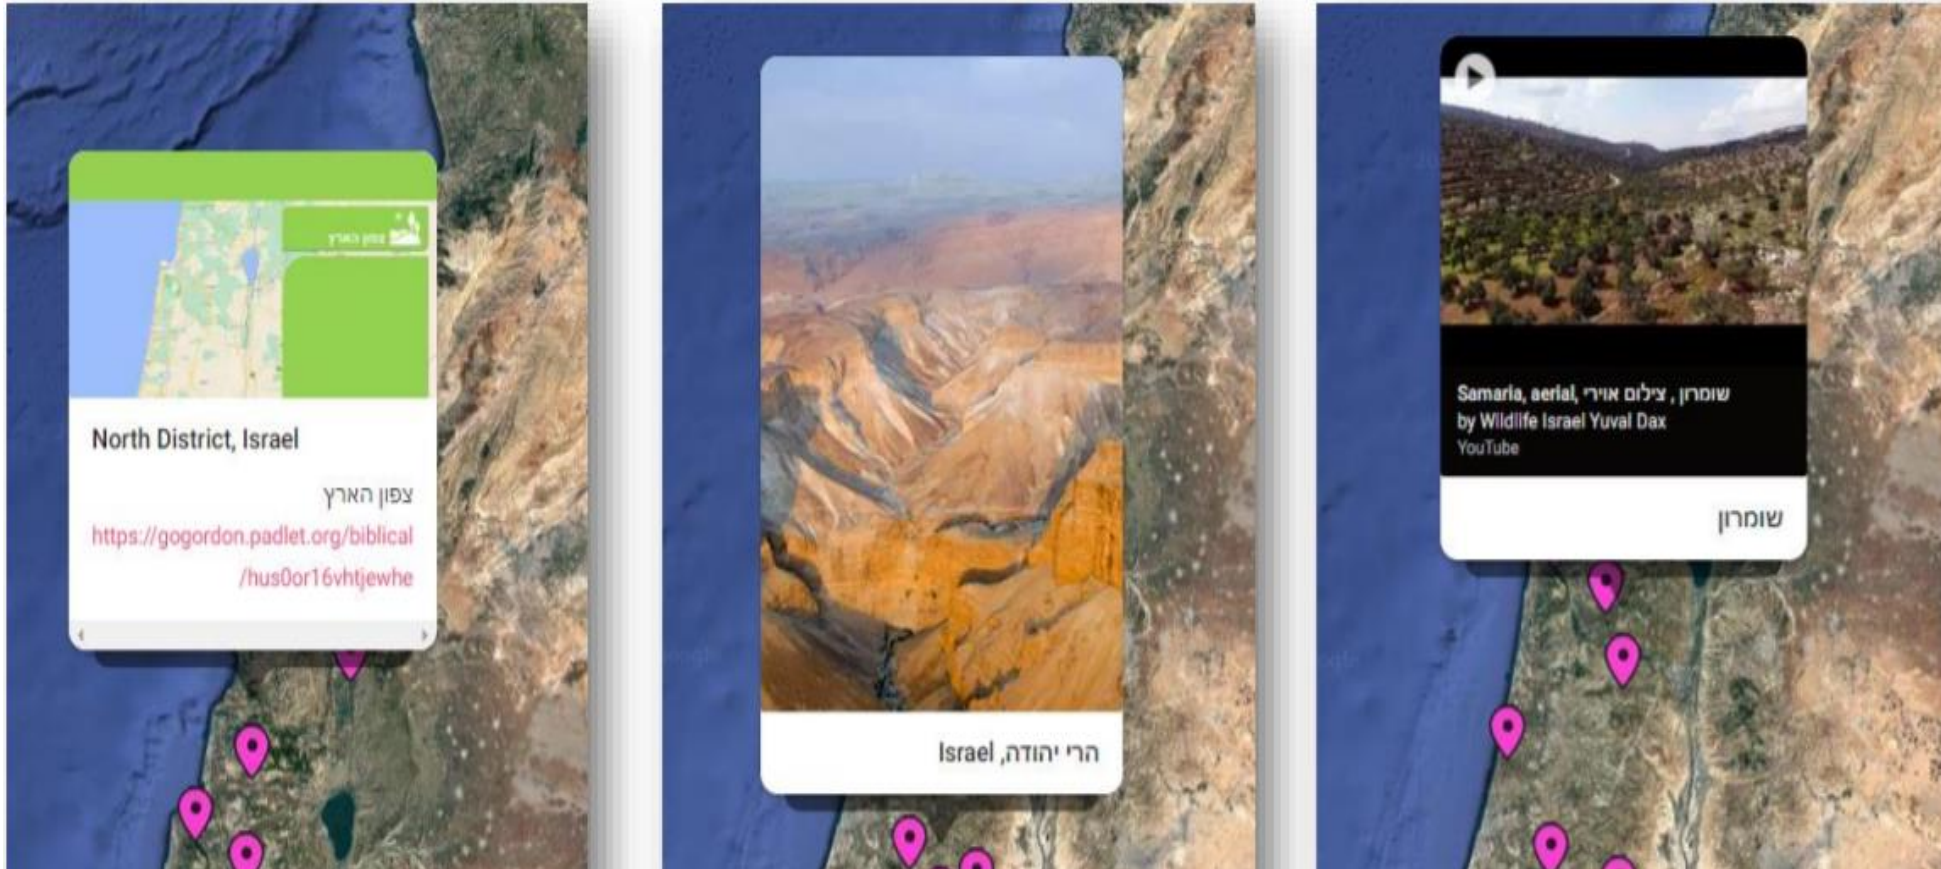 צפון הארץ
North District, Israel
צפון הארץ
https://gogordon.padlet.org/biblical
/hus0or16vhtjewhe
הרי יהודה, Israel
Samaria, aerial, שומרון , צילום אוירי
by Wildlife Israel Yuval Dax
YouTube
שומרון